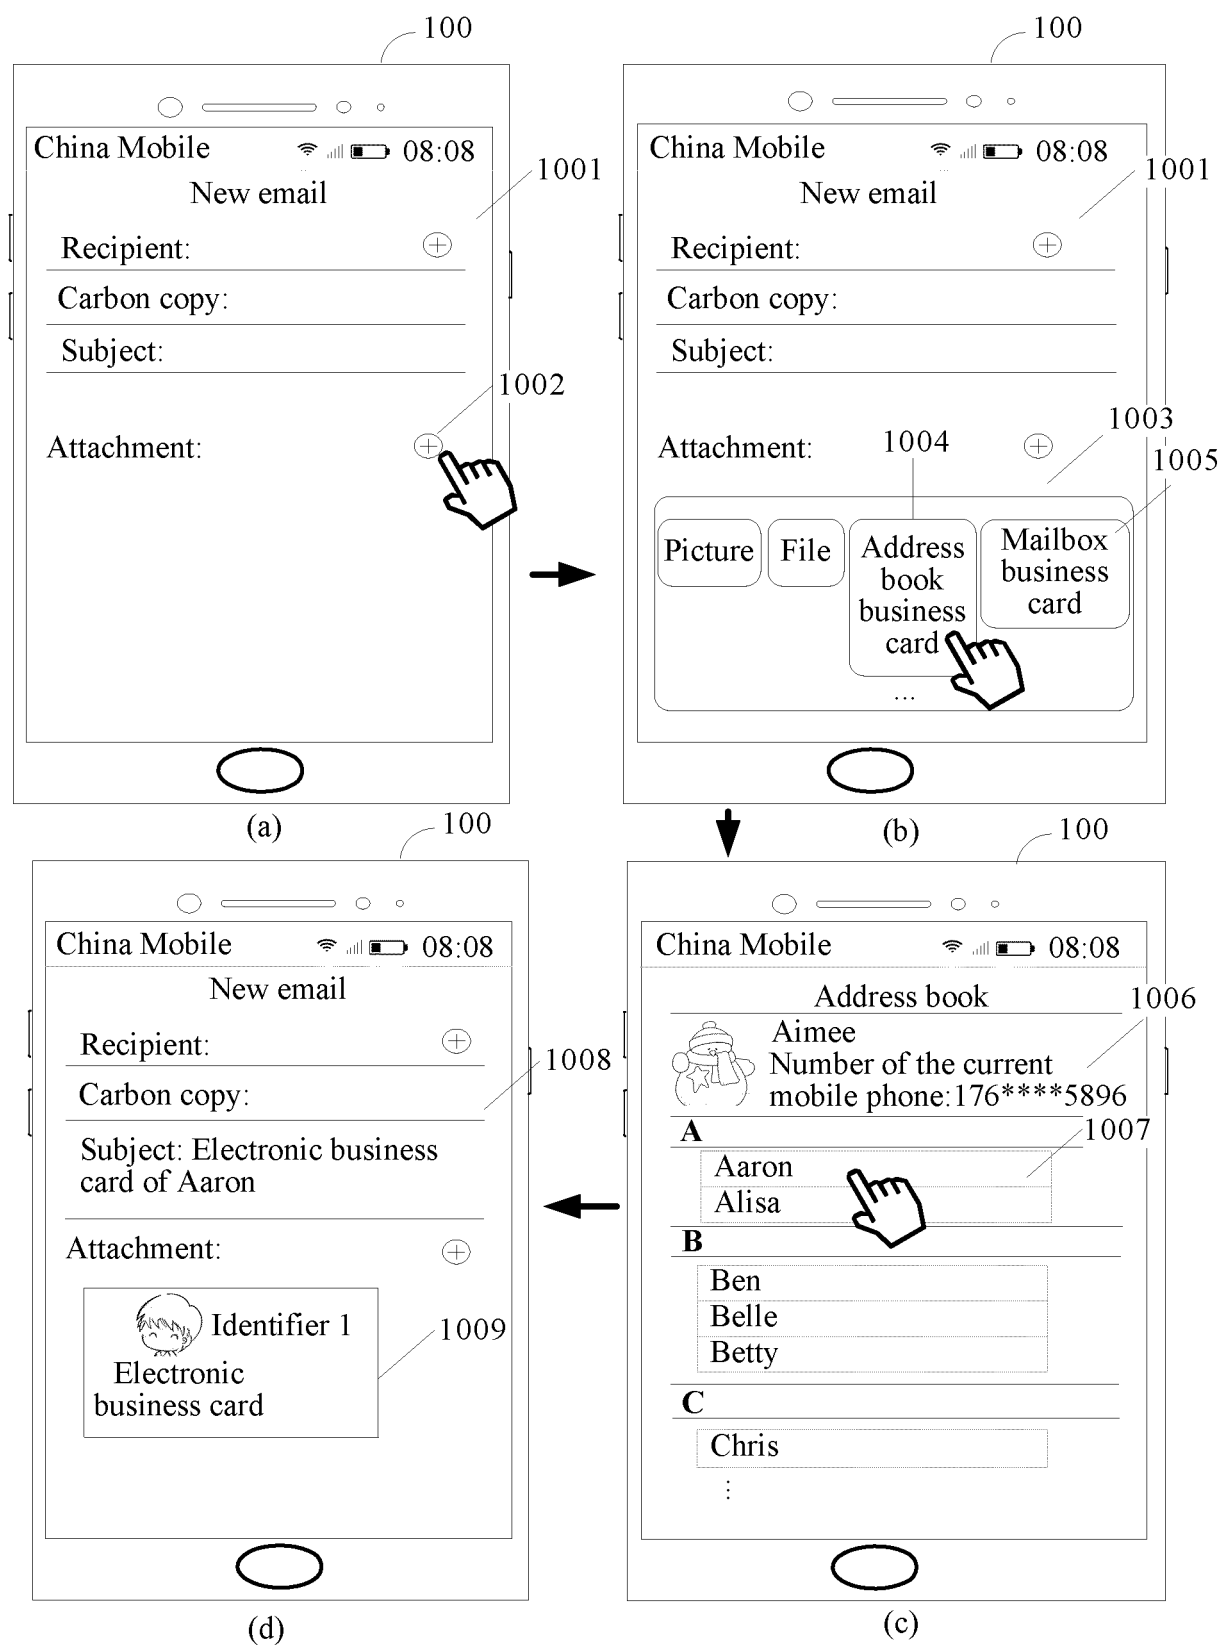 100
China Mobile 08:08
1001
New email
Recipient:
Carbon copy:
Subject:
1002
Attachment:
(a)
100
China Mobile 08:08
1001
New email
Recipient:
Carbon copy:
Subject:
1003
Attachment:
1004
1005
Picture
File
Address
book
business
card
Mailbox
business
card
...
(b)
100
China Mobile 08:08
Address book
1006
Aimee
Number of the current
mobile phone:176****5896
A
1007
Aaron
Alisa
B
Ben
Belle
Betty
C
Chris
⋮
(c)
100
China Mobile 08:08
New email
Recipient:
1008
Carbon copy:
Subject: Electronic business
card of Aaron
Attachment:
Identifier 1
1009
Electronic
business card
(d)